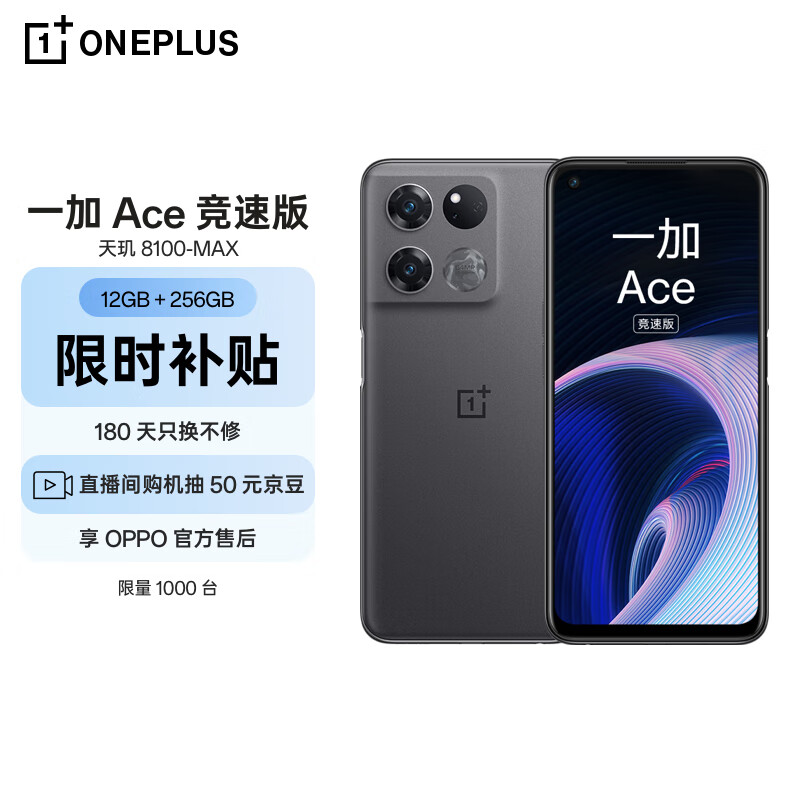 1+ ONEPLUS
一加 Ace 竞速版
天玑 8100-MAX
12GB + 256GB
限时补贴
180 天只换不修
直播间购机抽 50 元京豆
享 OPPO 官方售后
限量 1000 台
一加
Ace
竞速版
1+